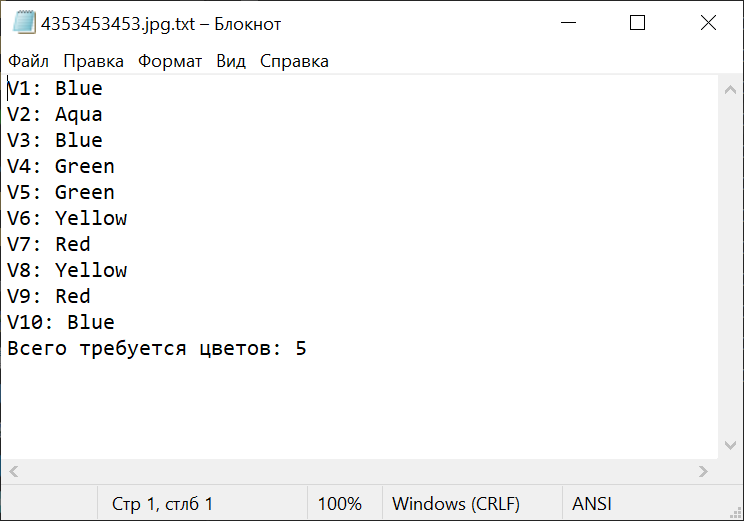 4353453453.jpg.txt – Блокнот
Файл Правка Формат Вид Справка
V1: Blue
V2: Aqua
V3: Blue
V4: Green
V5: Green
V6: Yellow
V7: Red
V8: Yellow
V9: Red
V10: Blue
Всего требуется цветов: 5
Стр 1, стлб 1 100% Windows (CRLF) ANSI